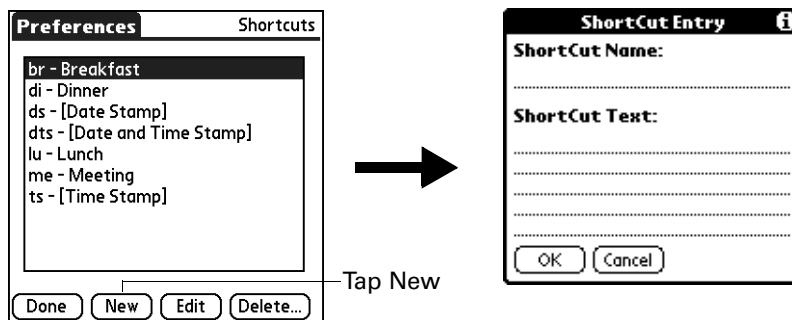 Preferences Shortcuts
br - Breakfast
di - Dinner
ds - [Date Stamp]
dts - [Date and Time Stamp]
lu - Lunch
me - Meeting
ts - [Time Stamp]
Done New Edit Delete...
Tap New
ShortCut Entry i
ShortCut Name:
ShortCut Text:
OK Cancel